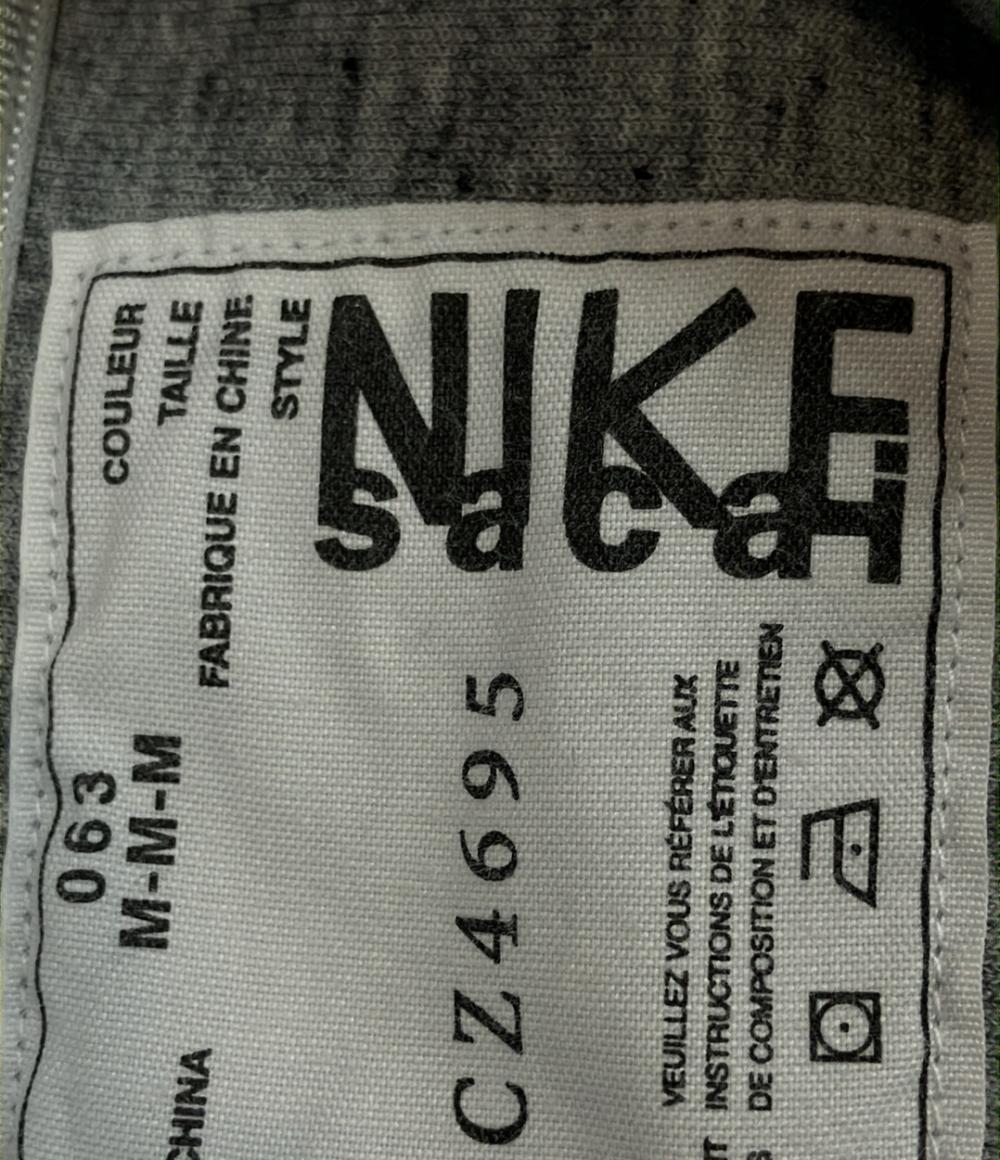 NIKE
sacai
STYLE
CZ4695
FABRIQUÉ EN CHINE
CHINA
TAILLE
M-M-M
COULEUR
063
VEUILLEZ VOUS RÉFÉRER AUX
INSTRUCTIONS DE L'ÉTIQUETTE
DE COMPOSITION ET D'ENTRETIEN